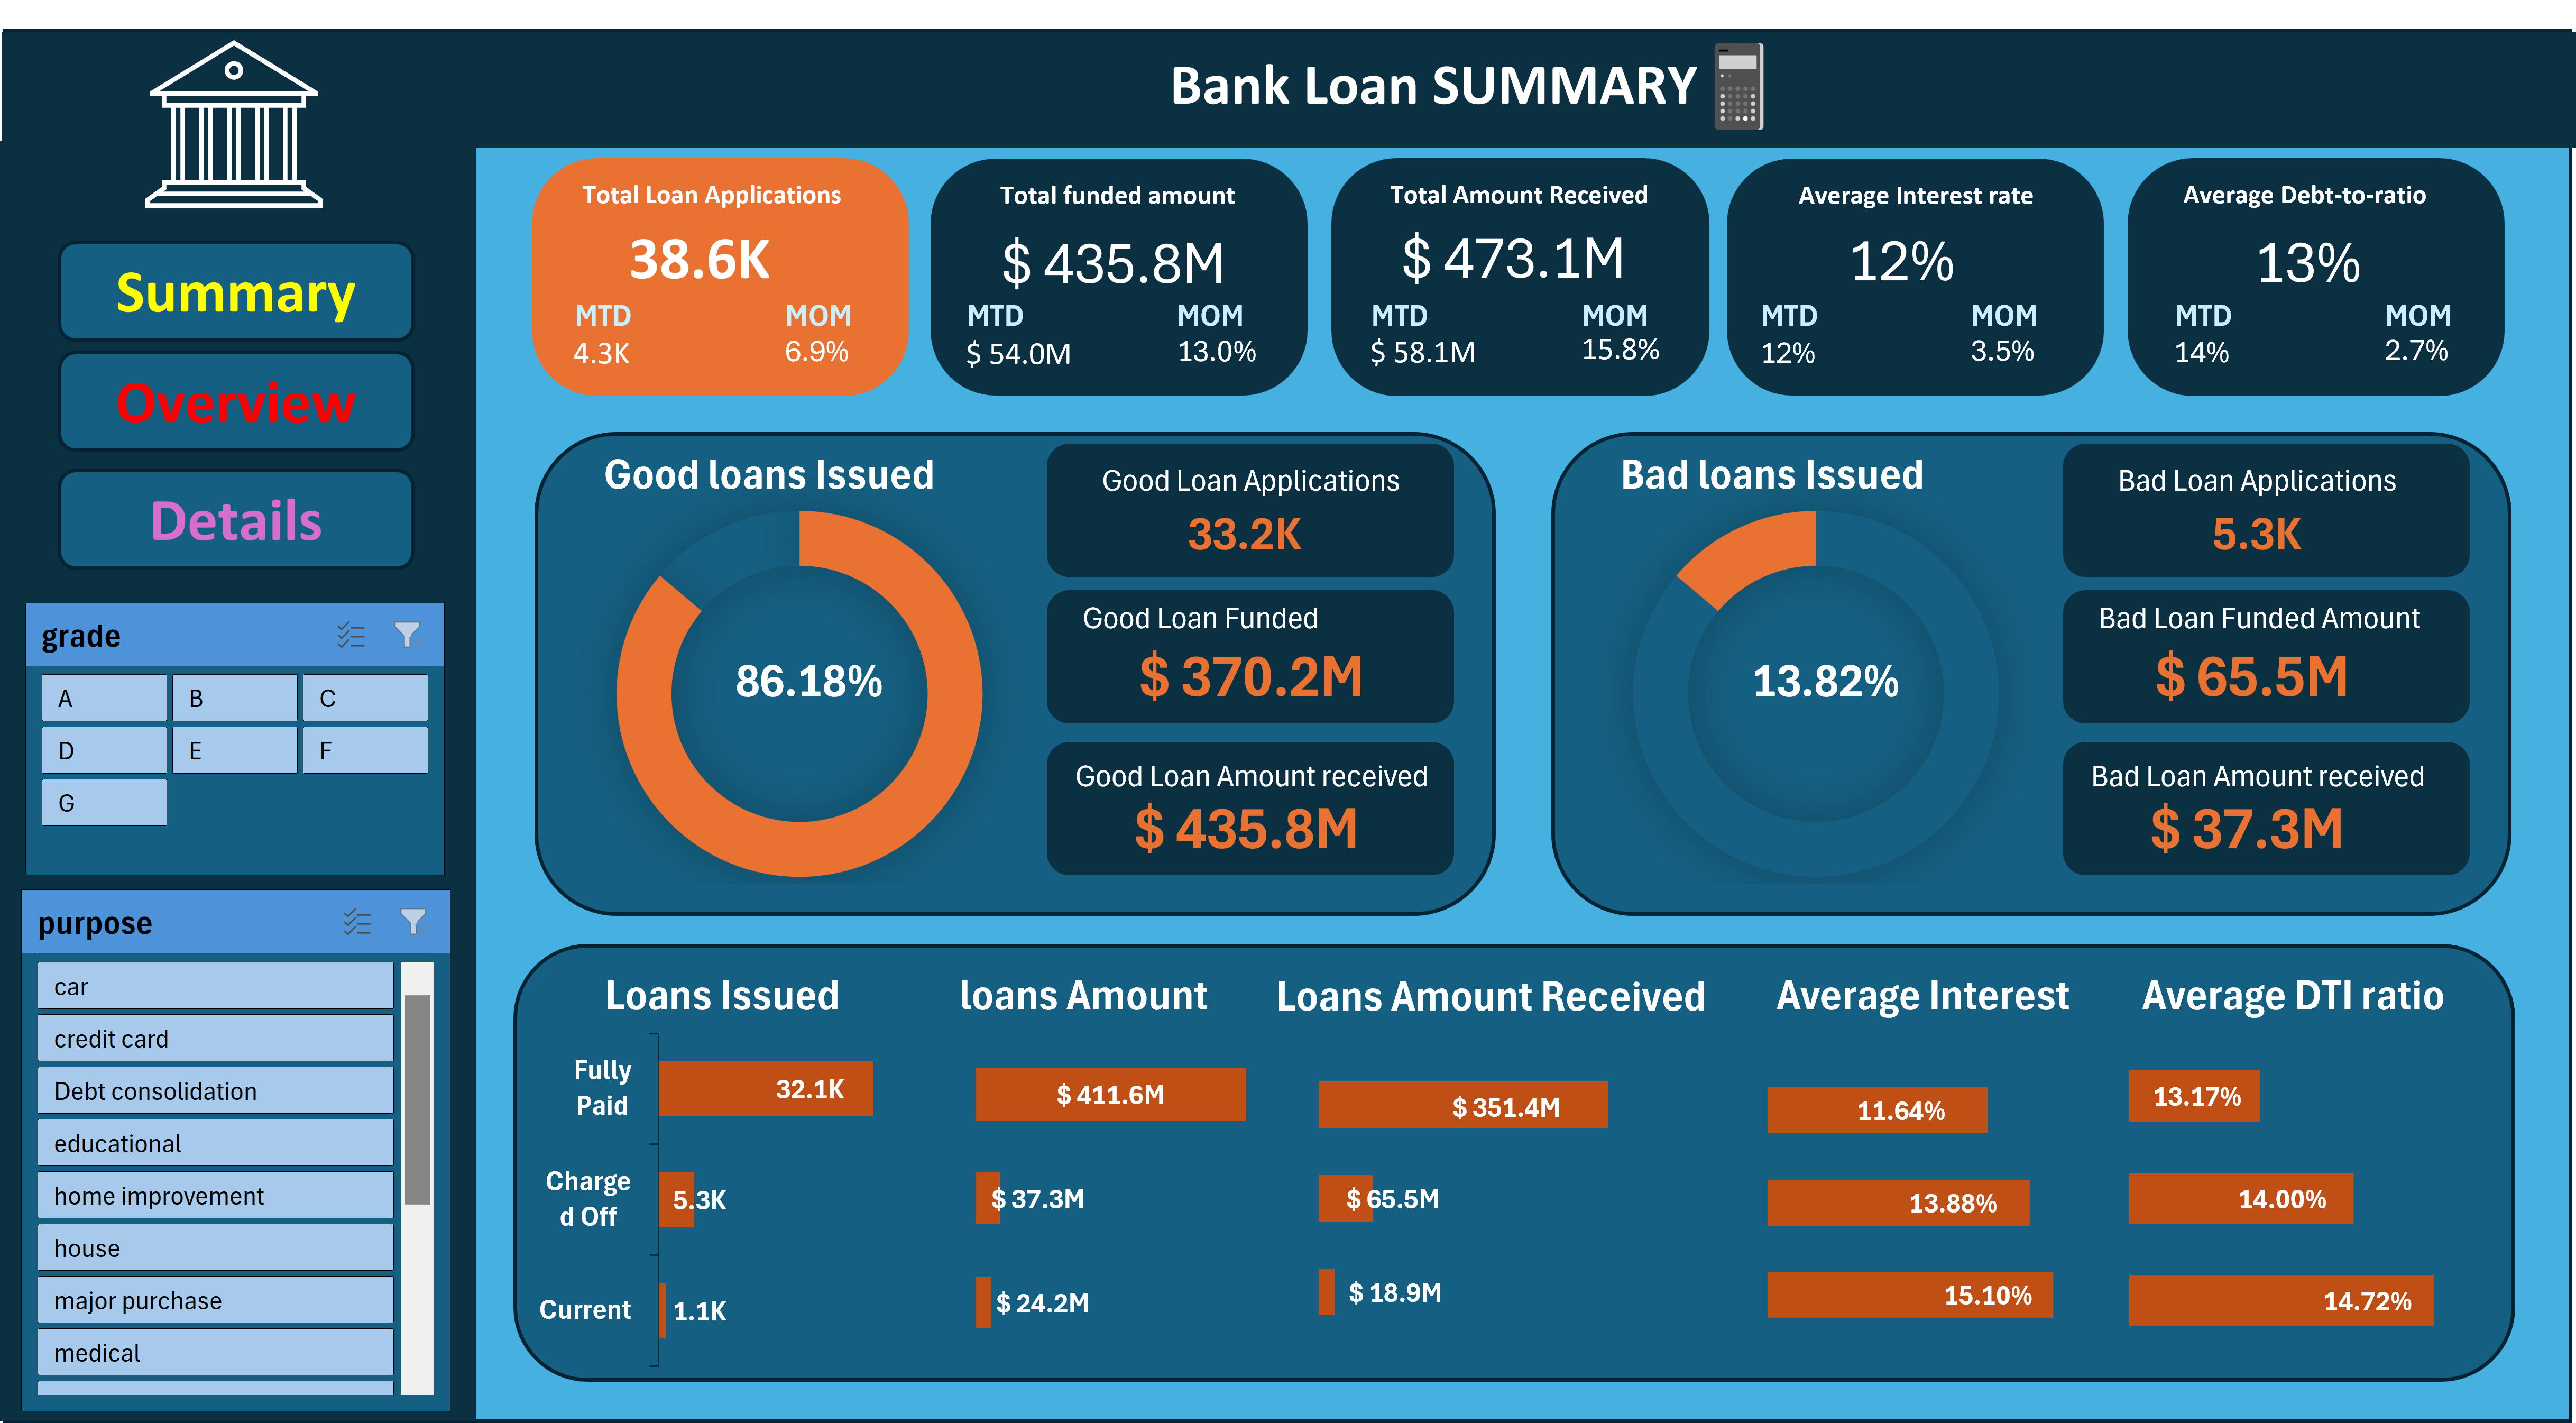 Bank Loan SUMMARY
Summary
Overview
Details
grade
A
B
C
D
E
F
G
purpose
car
credit card
Debt consolidation
educational
home improvement
house
major purchase
medical
Total Loan Applications
38.6K
MTD
MOM
4.3K
6.9%
Total funded amount
$ 435.8M
MTD
MOM
$ 54.0M
13.0%
Total Amount Received
$ 473.1M
MTD
MOM
$ 58.1M
15.8%
Average Interest rate
12%
MTD
MOM
12%
3.5%
Average Debt-to-ratio
13%
MTD
MOM
14%
2.7%
Good loans Issued
86.18%
Good Loan Applications
33.2K
Good Loan Funded
$ 370.2M
Good Loan Amount received
$ 435.8M
Bad loans Issued
13.82%
Bad Loan Applications
5.3K
Bad Loan Funded Amount
$ 65.5M
Bad Loan Amount received
$ 37.3M
Loans Issued
Fully
Paid
32.1K
Charge
d Off
5.3K
Current
1.1K
loans Amount
$ 411.6M
$ 37.3M
$ 24.2M
Loans Amount Received
$ 351.4M
$ 65.5M
$ 18.9M
Average Interest
11.64%
13.88%
15.10%
Average DTI ratio
13.17%
14.00%
14.72%